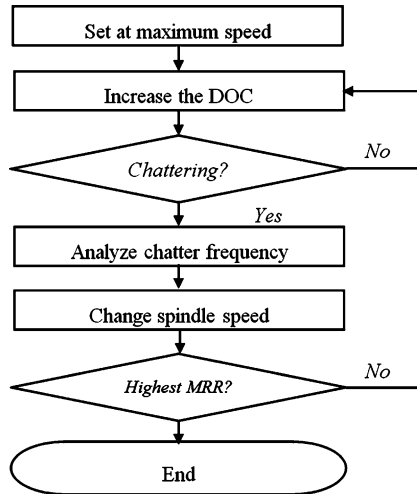 Set at maximum speed
Increase the DOC
Chattering?
No
Yes
Analyze chatter frequency
Change spindle speed
Highest MRR?
No
End